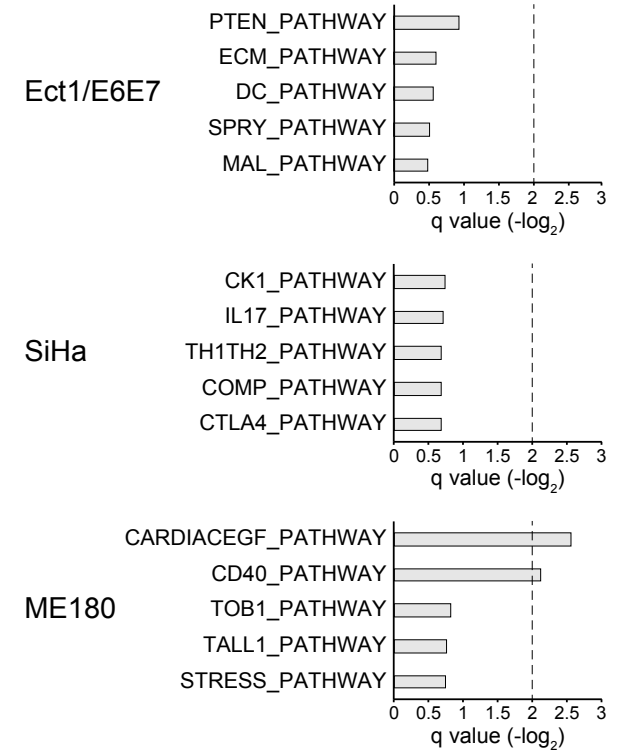 Ect1/E6E7
PTEN_PATHWAY
ECM_PATHWAY
DC_PATHWAY
SPRY_PATHWAY
MAL_PATHWAY
0 0.5 1 1.5 2 2.5 3
q value (-log2)
SiHa
CK1_PATHWAY
IL17_PATHWAY
TH1TH2_PATHWAY
COMP_PATHWAY
CTLA4_PATHWAY
0 0.5 1 1.5 2 2.5 3
q value (-log2)
ME180
CARDIACEGF_PATHWAY
CD40_PATHWAY
TOB1_PATHWAY
TALL1_PATHWAY
STRESS_PATHWAY
0 0.5 1 1.5 2 2.5 3
q value (-log2)